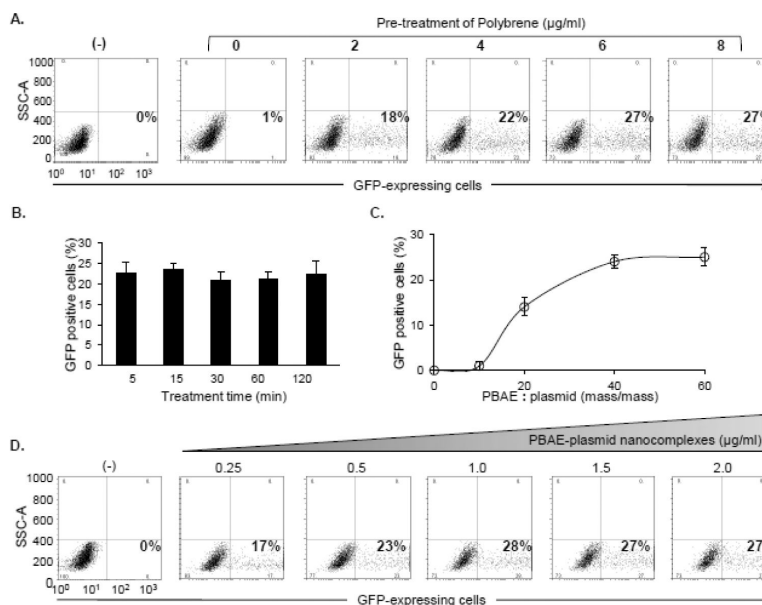 A.
Pre-treatment of Polybrene (µg/ml)
(-) 0 2 4 6 8
SSC-A
1000
800
600
400
200
0
0% 1% 18% 22% 27% 27%
10⁰ 10¹ 10² 10³
GFP-expressing cells
B.
GFP positive cells (%)
30
25
20
15
10
5
0
5 15 30 60 120
Treatment time (min)
C.
GFP positive cells (%)
30
20
10
0
0 20 40 60
PBAE : plasmid (mass/mass)
D.
PBAE-plasmid nanocomplexes (µg/ml)
(-) 0.25 0.5 1.0 1.5 2.0
SSC-A
1000
800
600
400
200
0
0% 17% 23% 28% 27% 27%
10⁰ 10¹ 10² 10³
GFP-expressing cells